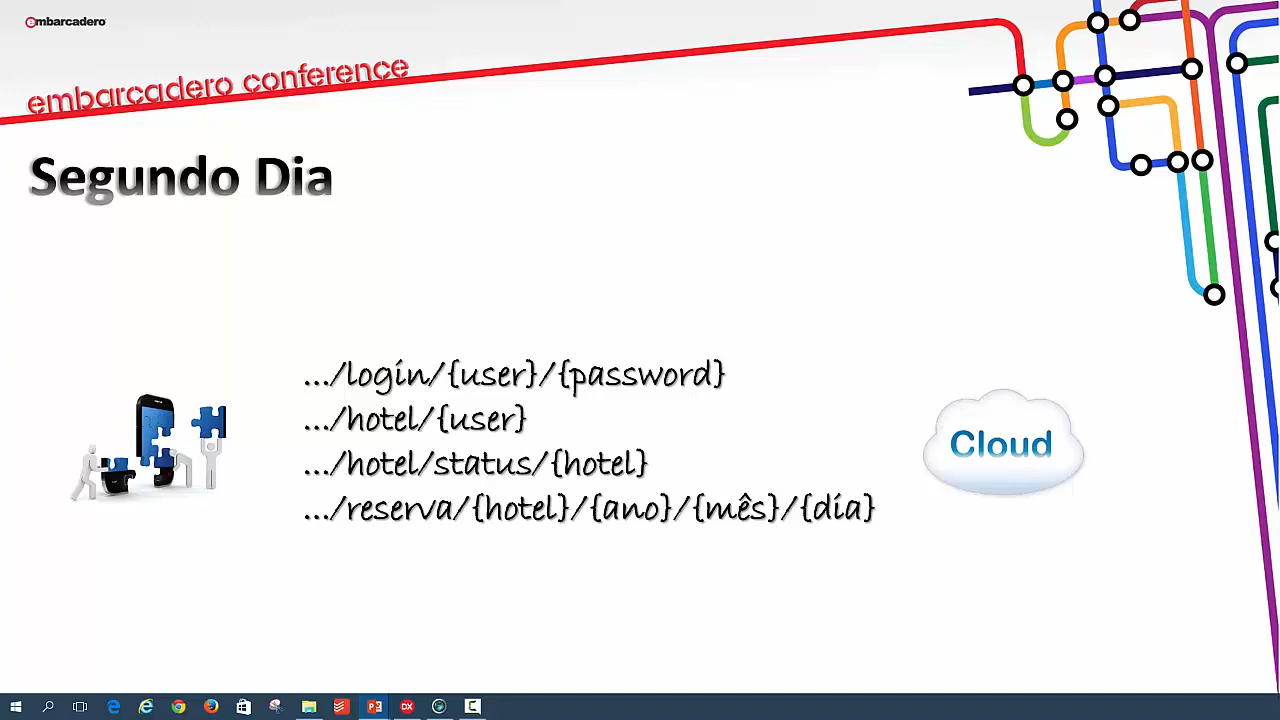 embarcadero
embarcadero conference
Segundo Dia
.../login/{user}/{password}
.../hotel/{user}
.../hotel/status/{hotel}
.../reserva/{hotel}/{ano}/{mês}/{dia}
Cloud